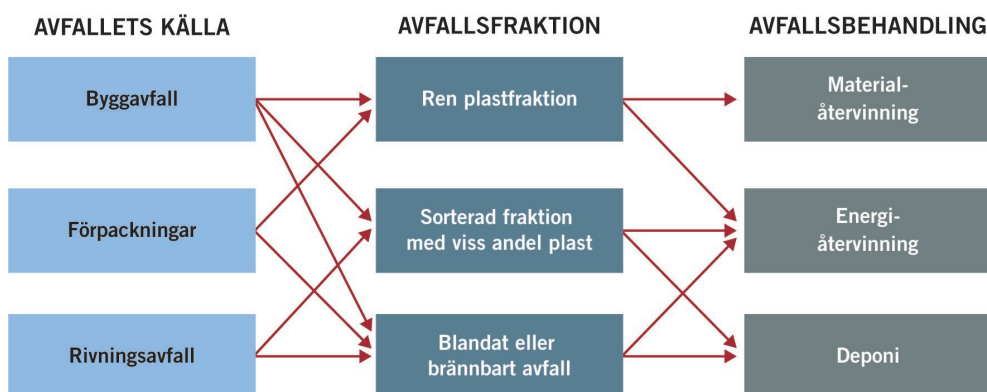 AVFALLETS KÄLLA
AVFALLSFRAKTION
AVFALLSBEHANDLING
Byggavfall
Ren plastfraktion
Material-
återvinning
Förpackningar
Sorterad fraktion
med viss andel plast
Energi-
återvinning
Rivningsavfall
Blandat eller
brännbart avfall
Deponi